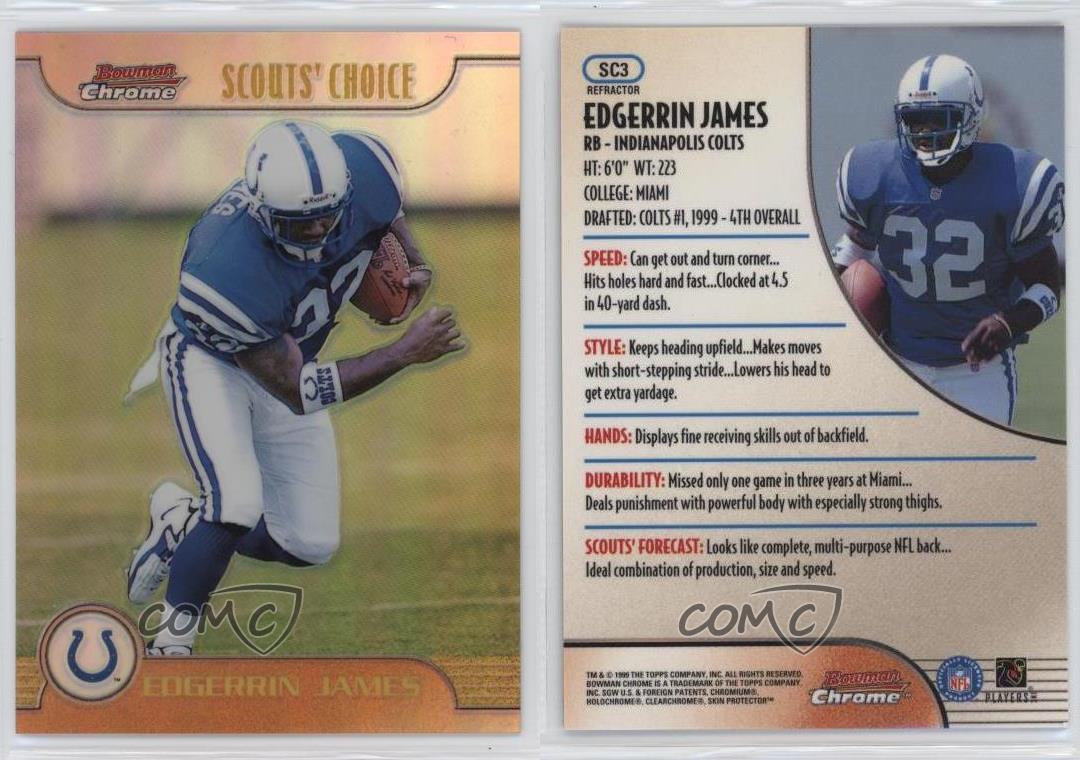 Bowman
Chrome
SCOUTS' CHOICE
Riddell
32
COLTS
EDGERRIN JAMES
COMC
SC3
REFRACTOR
EDGERRIN JAMES
RB - INDIANAPOLIS COLTS
HT: 6'0" WT: 223
COLLEGE: MIAMI
DRAFTED: COLTS #1, 1999 - 4TH OVERALL
32
SPEED: Can get out and turn corner...
Hits holes hard and fast...Clocked at 4.5
in 40-yard dash.
STYLE: Keeps heading upfield...Makes moves
with short-stepping stride...Lowers his head to
get extra yardage.
HANDS: Displays fine receiving skills out of backfield.
DURABILITY: Missed only one game in three years at Miami...
Deals punishment with powerful body with especially strong thighs.
SCOUTS' FORECAST: Looks like complete, multi-purpose NFL back...
Ideal combination of production, size and speed.
COMC
TM & © 1999 THE TOPPS COMPANY, INC. ALL RIGHTS RESERVED.
BOWMAN CHROME IS A TRADEMARK OF THE TOPPS COMPANY,
INC. SGW U.S. & FOREIGN PATENTS, CHROMIUM®,
HOLOCHROME®, CLEARCHROME®, SKIN PROTECTOR™
Bowman
Chrome™
NFL
PLAYERS INC